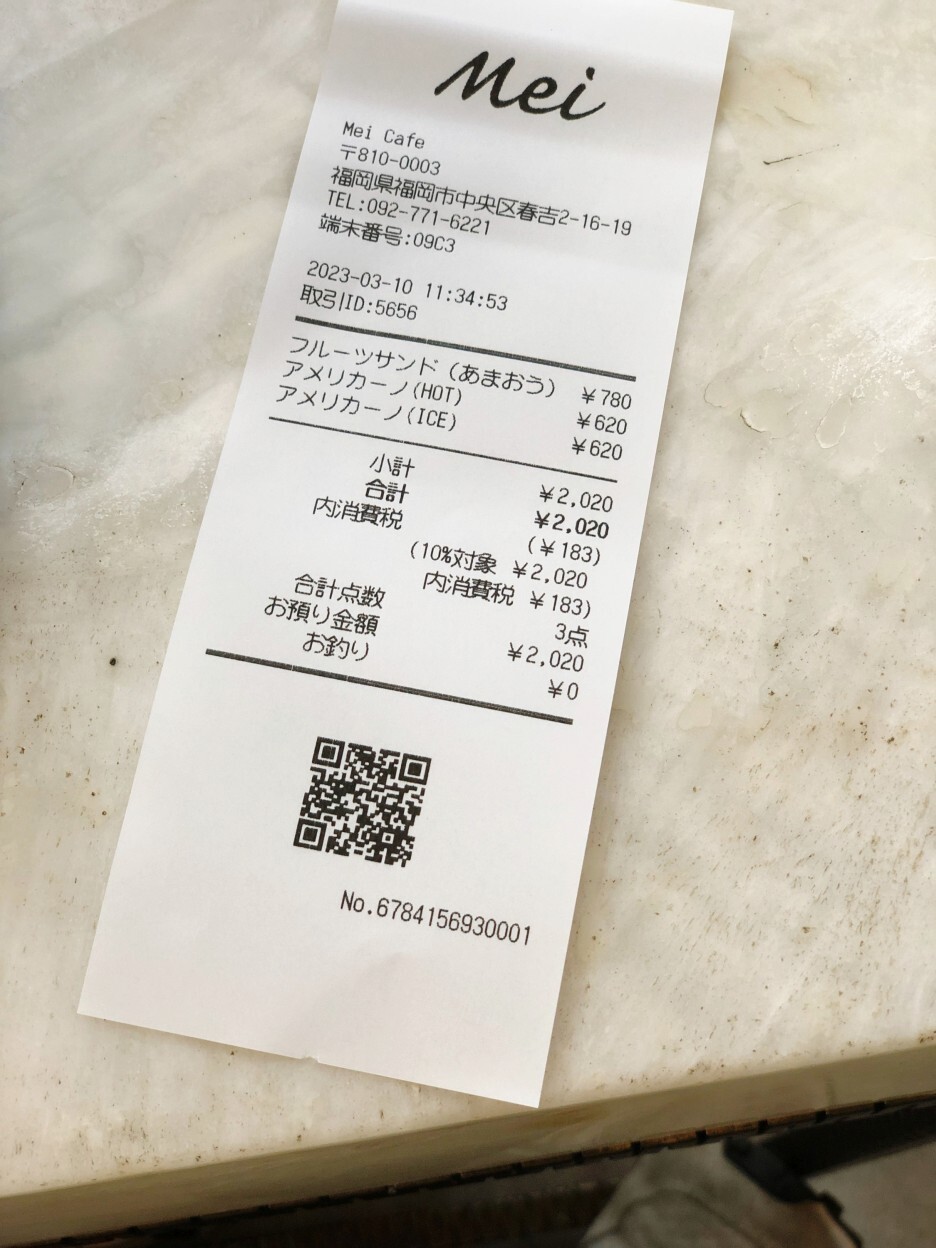 Mei
Mei Cafe
〒810-0003
福岡県福岡市中央区春吉2-16-19
TEL:092-771-6221
端末番号:09C3
2023-03-10 11:34:53
取引ID:5656
フルーツサンド (あまおう) ¥780
アメリカーノ(HOT) ¥620
アメリカーノ(ICE) ¥620
小計 ¥2,020
合計 ¥2,020
内消費税 (¥183)
(10%対象 ¥2,020
内消費税 ¥183)
合計点数 3点
お預り金額 ¥2,020
お釣り ¥0
No.6784156930001